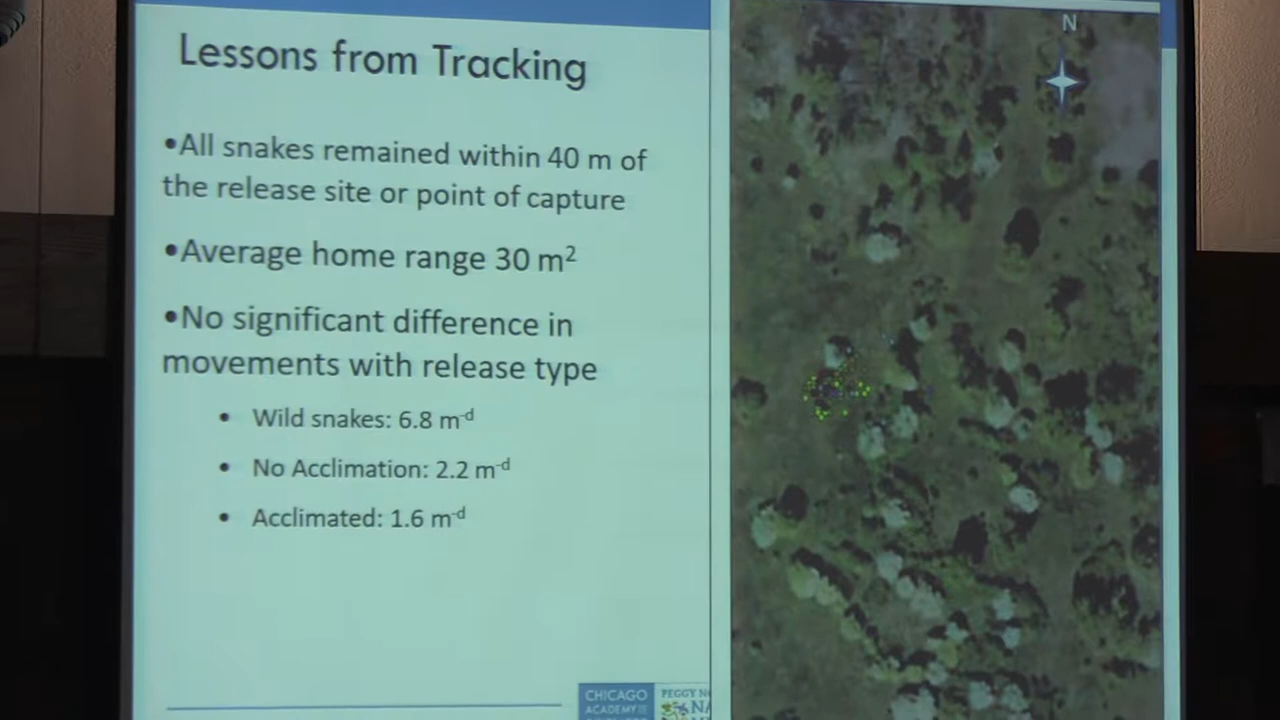 Lessons from Tracking
•All snakes remained within 40 m of
the release site or point of capture
•Average home range 30 m²
•No significant difference in
movements with release type
• Wild snakes: 6.8 m⁻ᵈ
• No Acclimation: 2.2 m⁻ᵈ
• Acclimated: 1.6 m⁻ᵈ
N
CHICAGO
ACADEMY
PEGGY